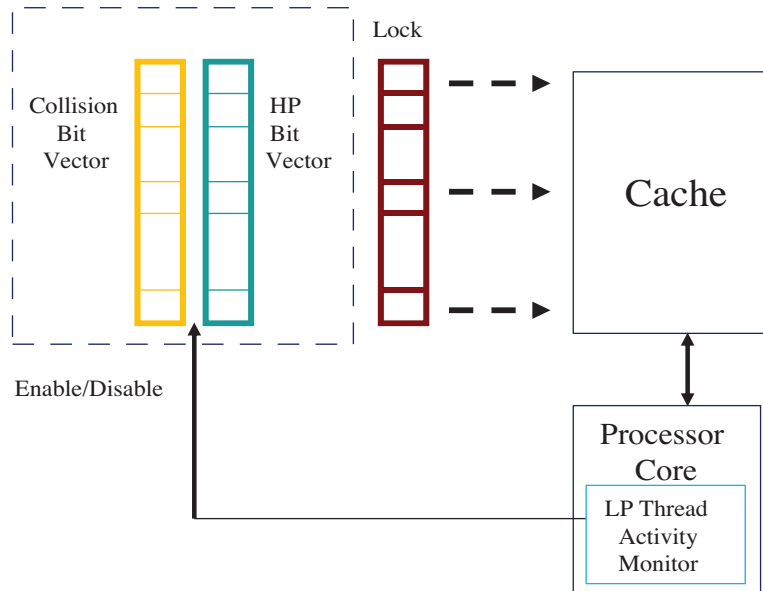 Lock
Collision
Bit
Vector
HP
Bit
Vector
Cache
Enable/Disable
Processor
Core
LP Thread
Activity
Monitor